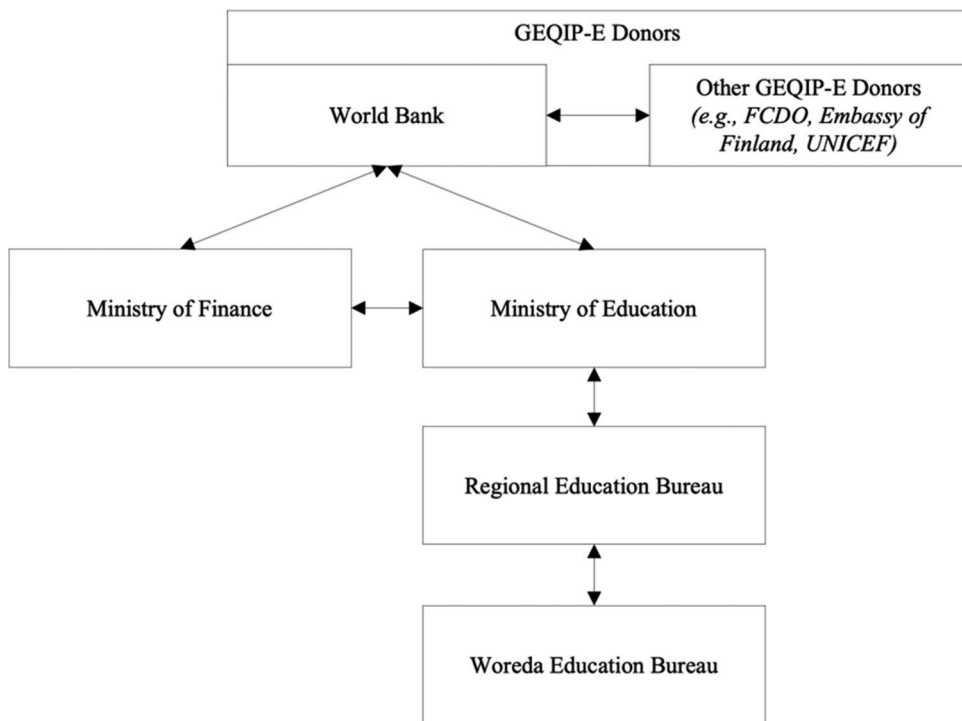 GEQIP-E Donors
World Bank
Other GEQIP-E Donors
(e.g., FCDO, Embassy of
Finland, UNICEF)
Ministry of Finance
Ministry of Education
Regional Education Bureau
Woreda Education Bureau